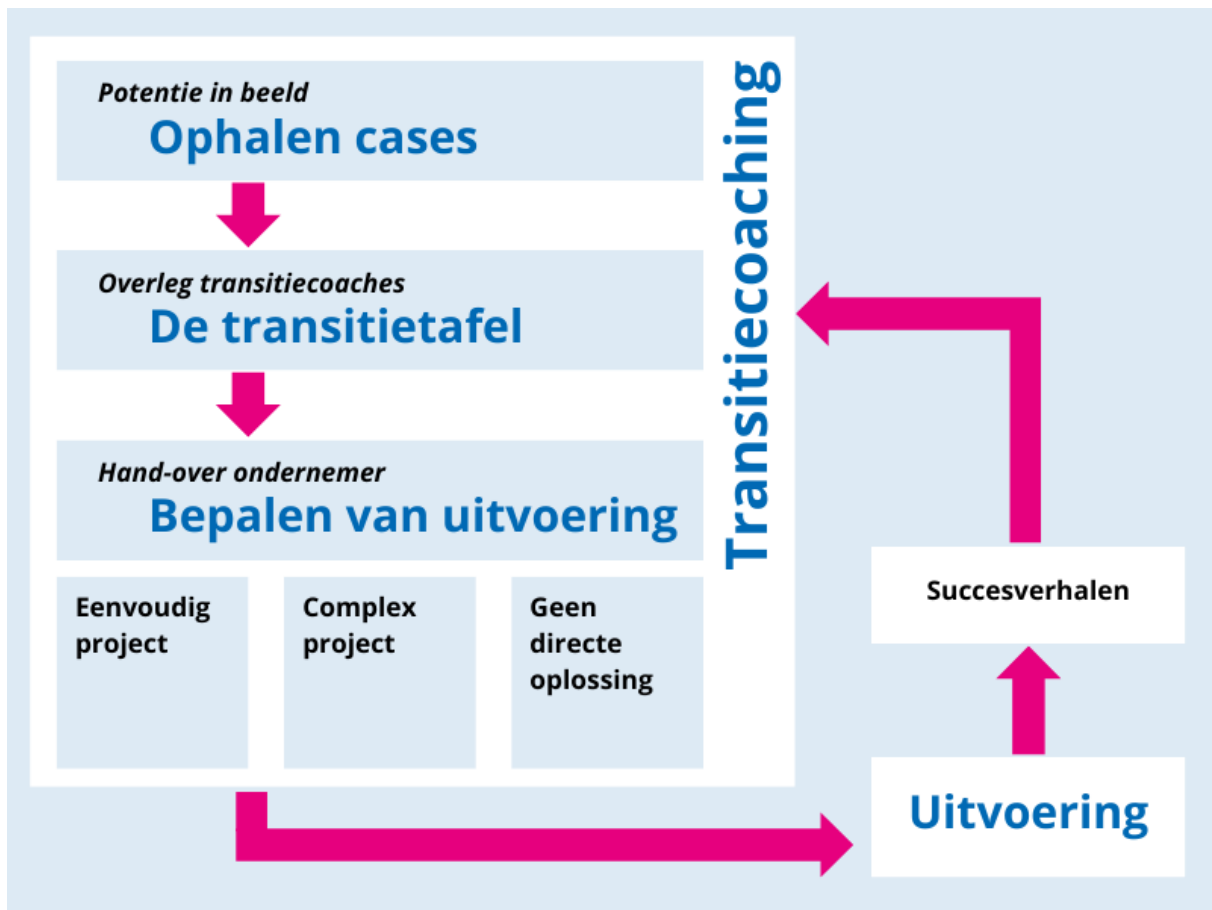 Potentie in beeld
Ophalen cases
Overleg transitiecoaches
De transitietafel
Hand-over ondernemer
Bepalen van uitvoering
Eenvoudig
project
Complex
project
Geen
directe
oplossing
Transitiecoaching
Succesverhalen
Uitvoering